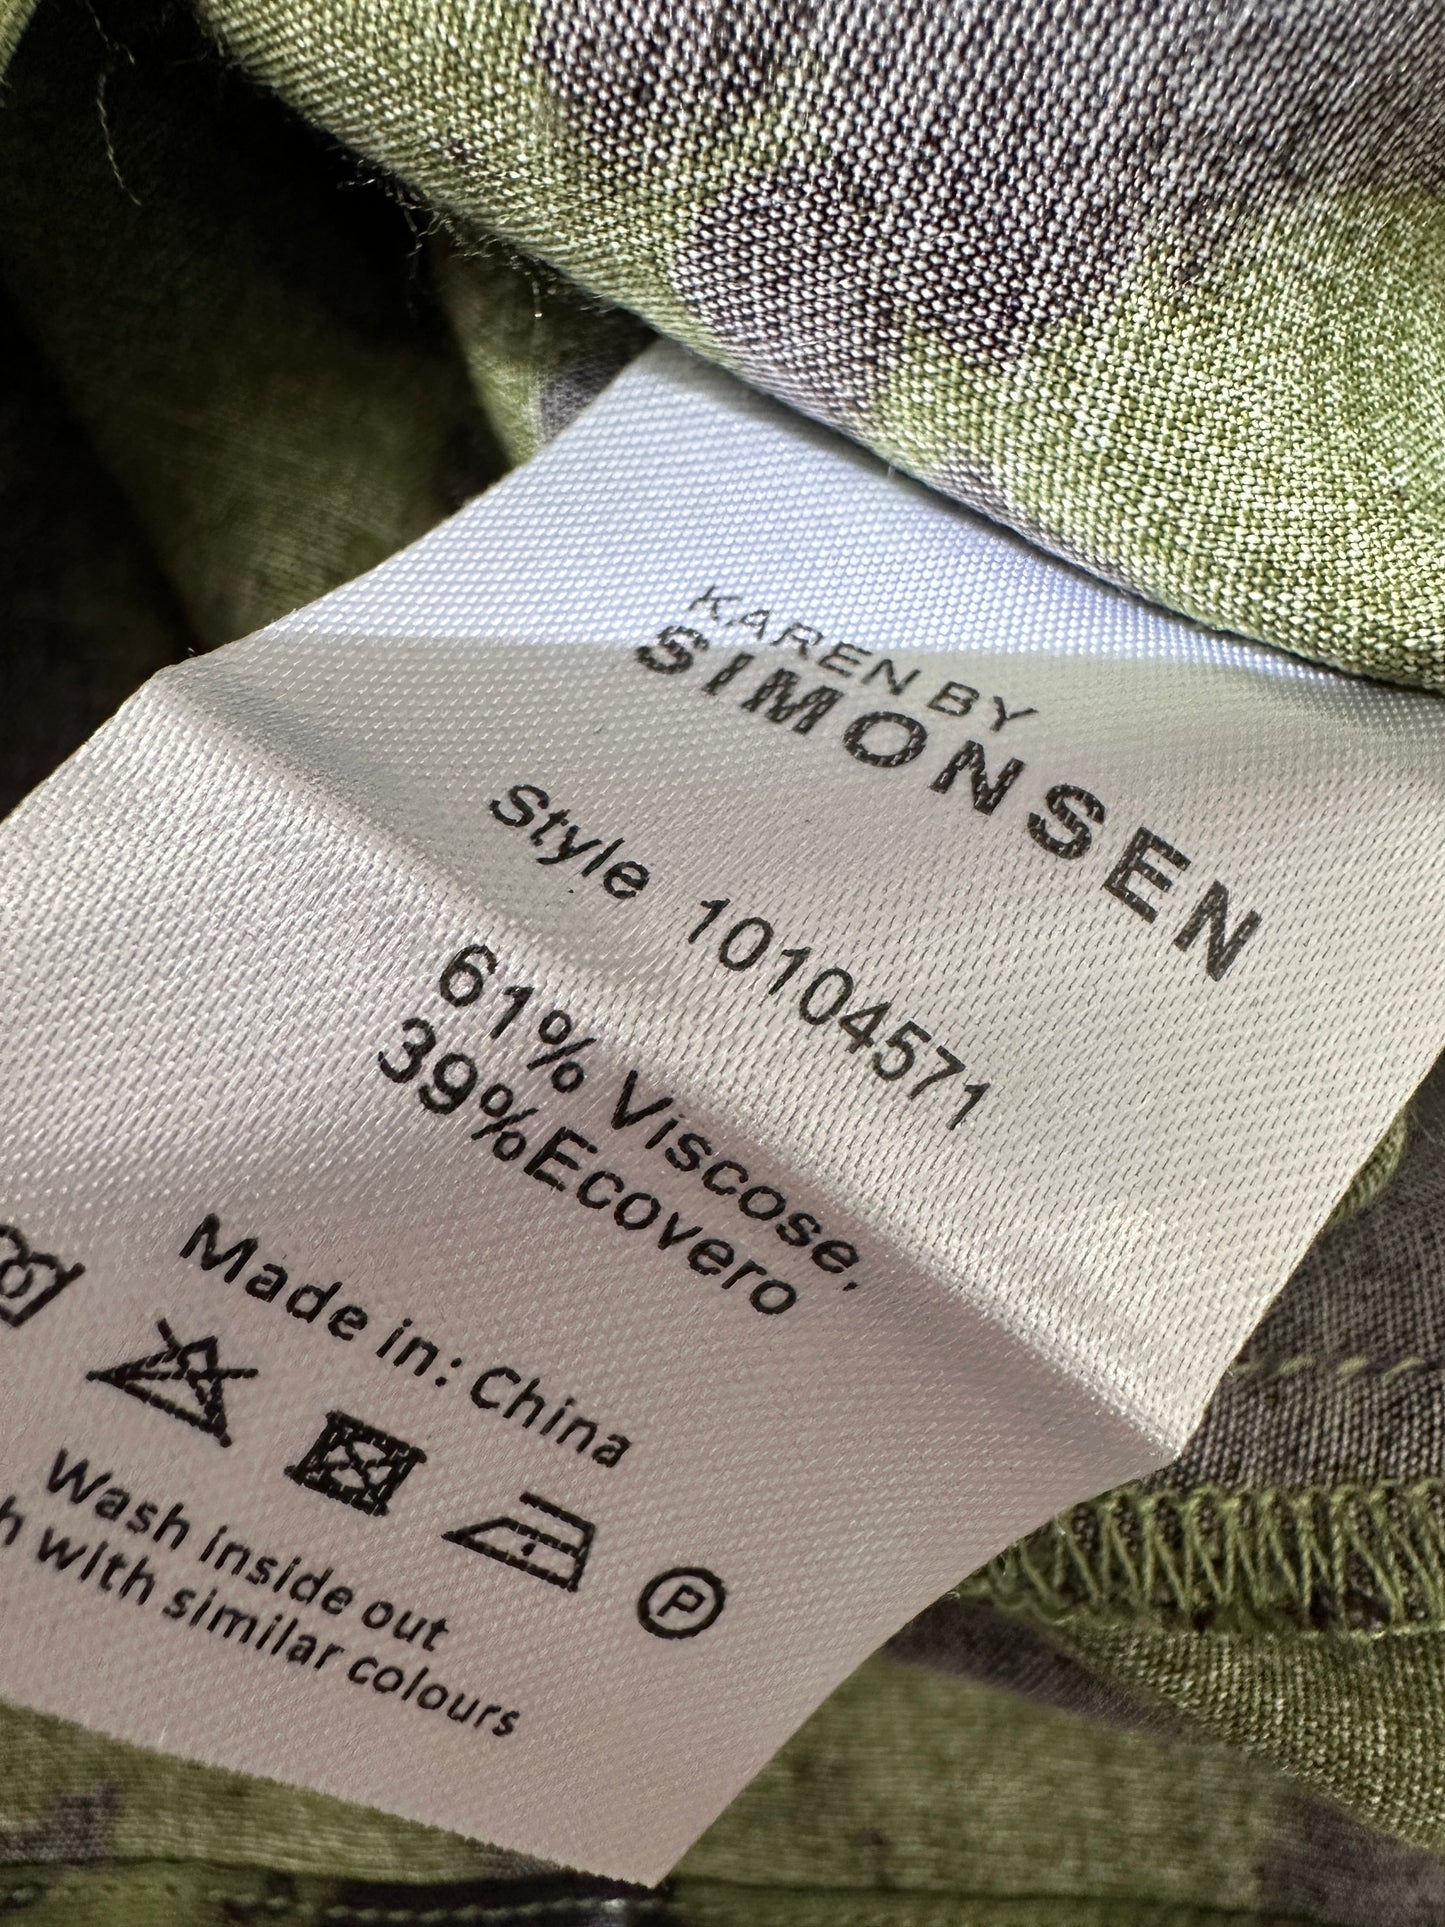 KAREN BY
SIMONSEN
Style 10104571
61% Viscose,
39%Ecovero
Made in: China
P
Wash inside out
with similar colours